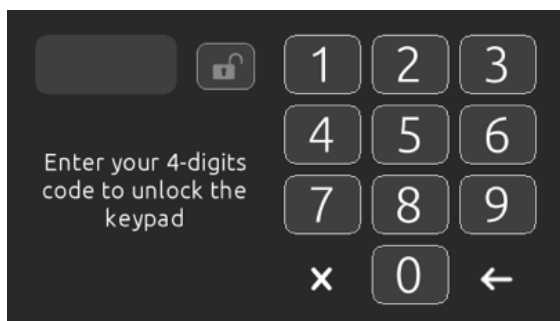 1 2 3
4 5 6
Enter your 4-digits
code to unlock the
keypad
7 8 9
x 0 ←